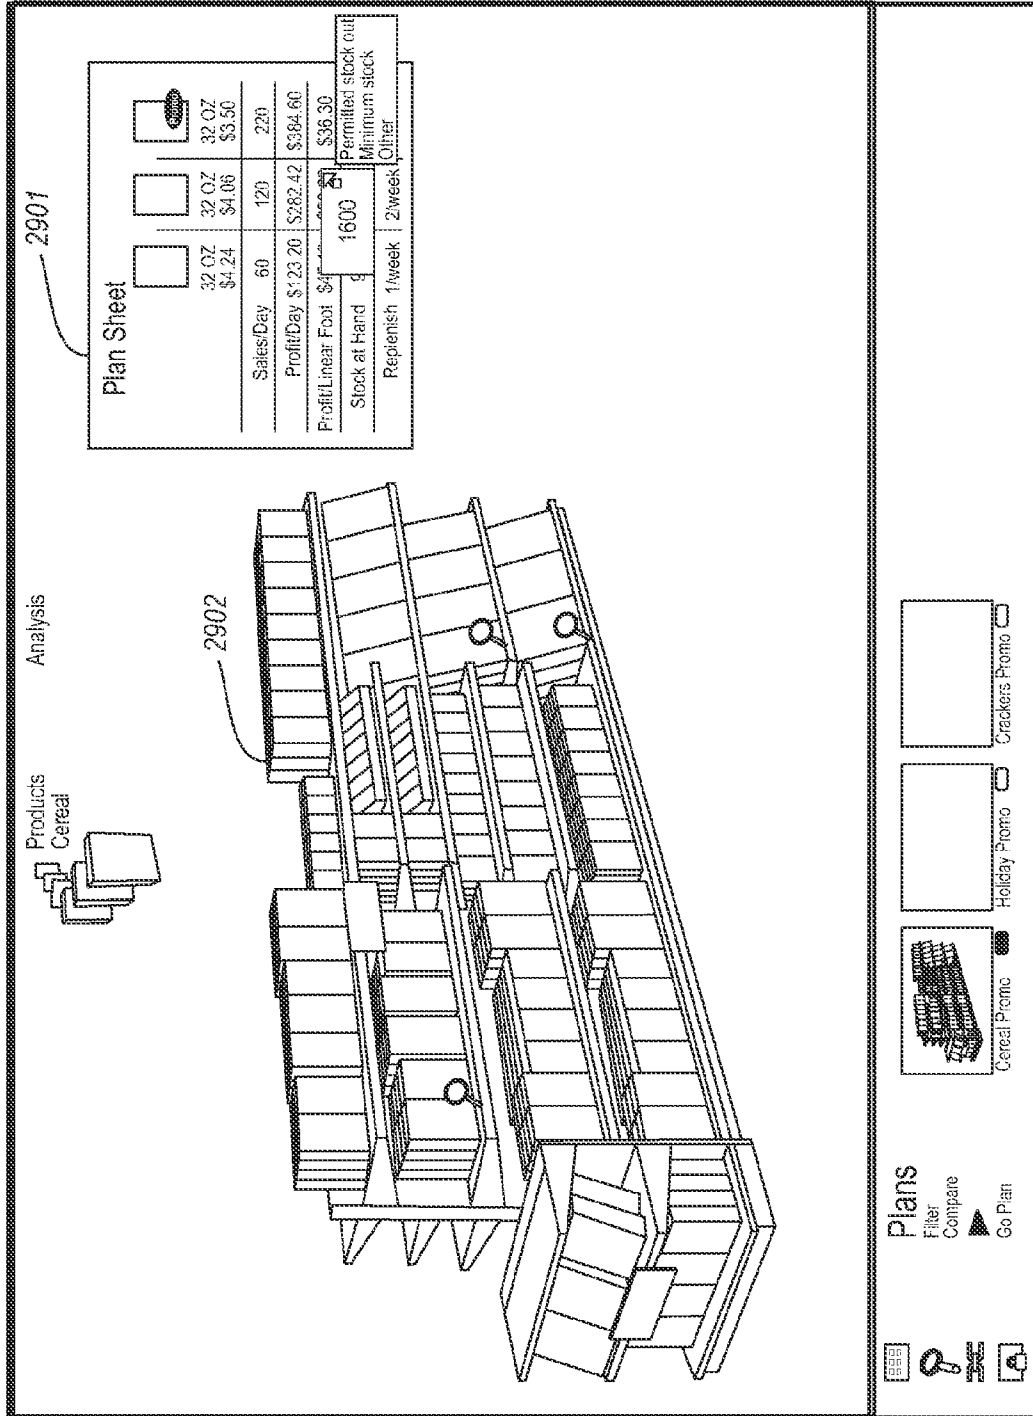 Products
Cereal
Analysis
2901
Plan Sheet
32 OZ 32 OZ 32 OZ
$4.24 $4.06 $3.50
Sales/Day 60 120 220
Profit/Day $123.20 $282.42 $384.60
Profit/Linear Foot $36.30
Stock at Hand
1600
Permitted stock out
Minimum stock
Other
Replenish 1/week 2/week
2902
Plans
Filter
Compare
Go Plan
Cereal Promo
Holiday Promo
Crackers Promo